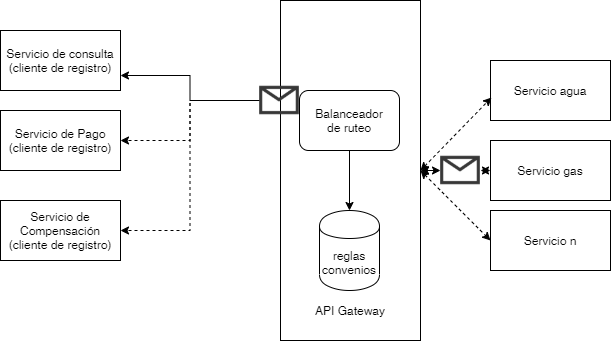 Servicio de consulta
(cliente de registro)
Servicio de Pago
(cliente de registro)
Servicio de
Compensación
(cliente de registro)
Balanceador
de ruteo
reglas
convenios
API Gateway
Servicio agua
Servicio gas
Servicio n